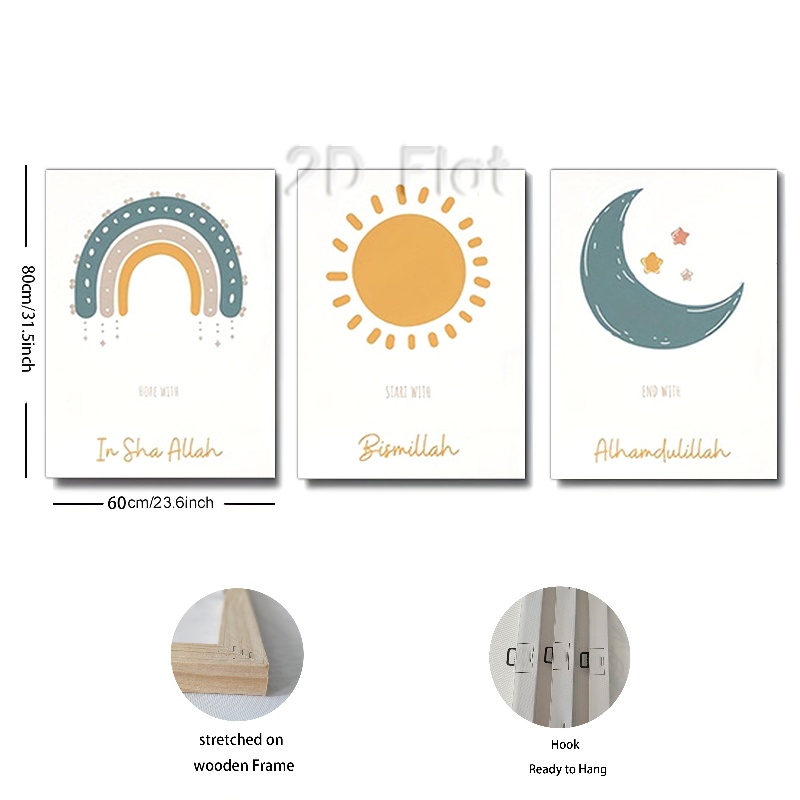 2D Flat
80cm/31.5inch
HOPE WITH
In Sha Allah
START WITH
Bismillah
END WITH
Alhamdulillah
60cm/23.6inch
stretched on
wooden Frame
Hook
Ready to Hang